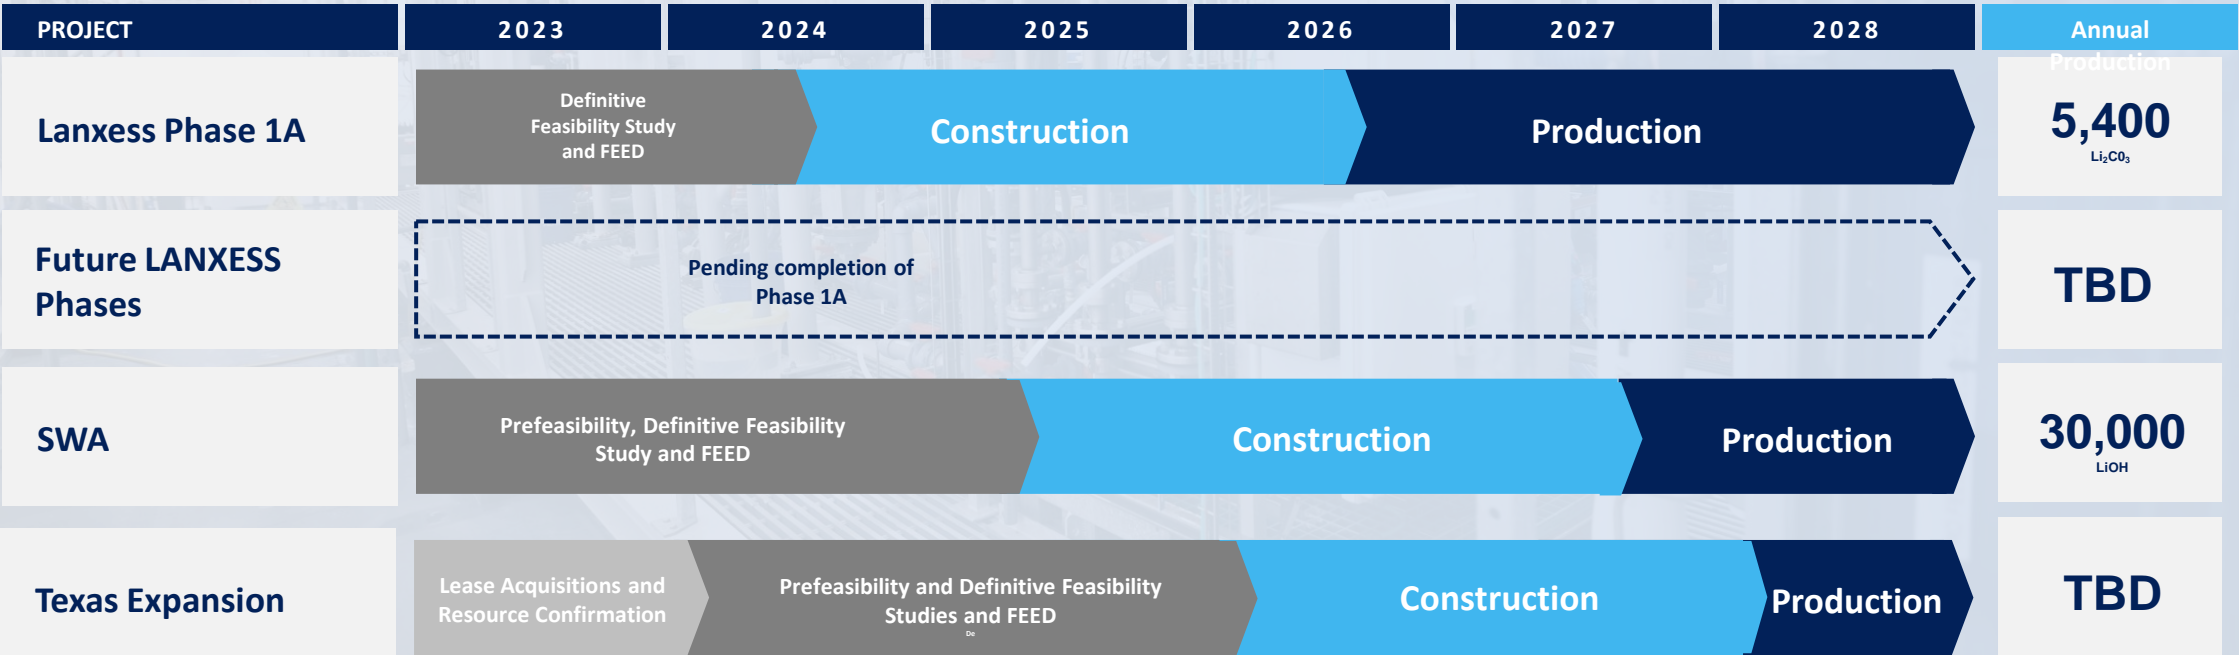 PROJECT
2023
2024
2025
2026
2027
2028
Annual
Production
Lanxess Phase 1A
Definitive
Feasibility Study
and FEED
Construction
Production
5,400
Li₂C0₃
Future LANXESS
Phases
Pending completion of
Phase 1A
TBD
SWA
Prefeasibility, Definitive Feasibility
Study and FEED
Construction
Production
30,000
LiOH
Texas Expansion
Lease Acquisitions and
Resource Confirmation
Prefeasibility and Definitive Feasibility
Studies and FEED
De
Construction
Production
TBD